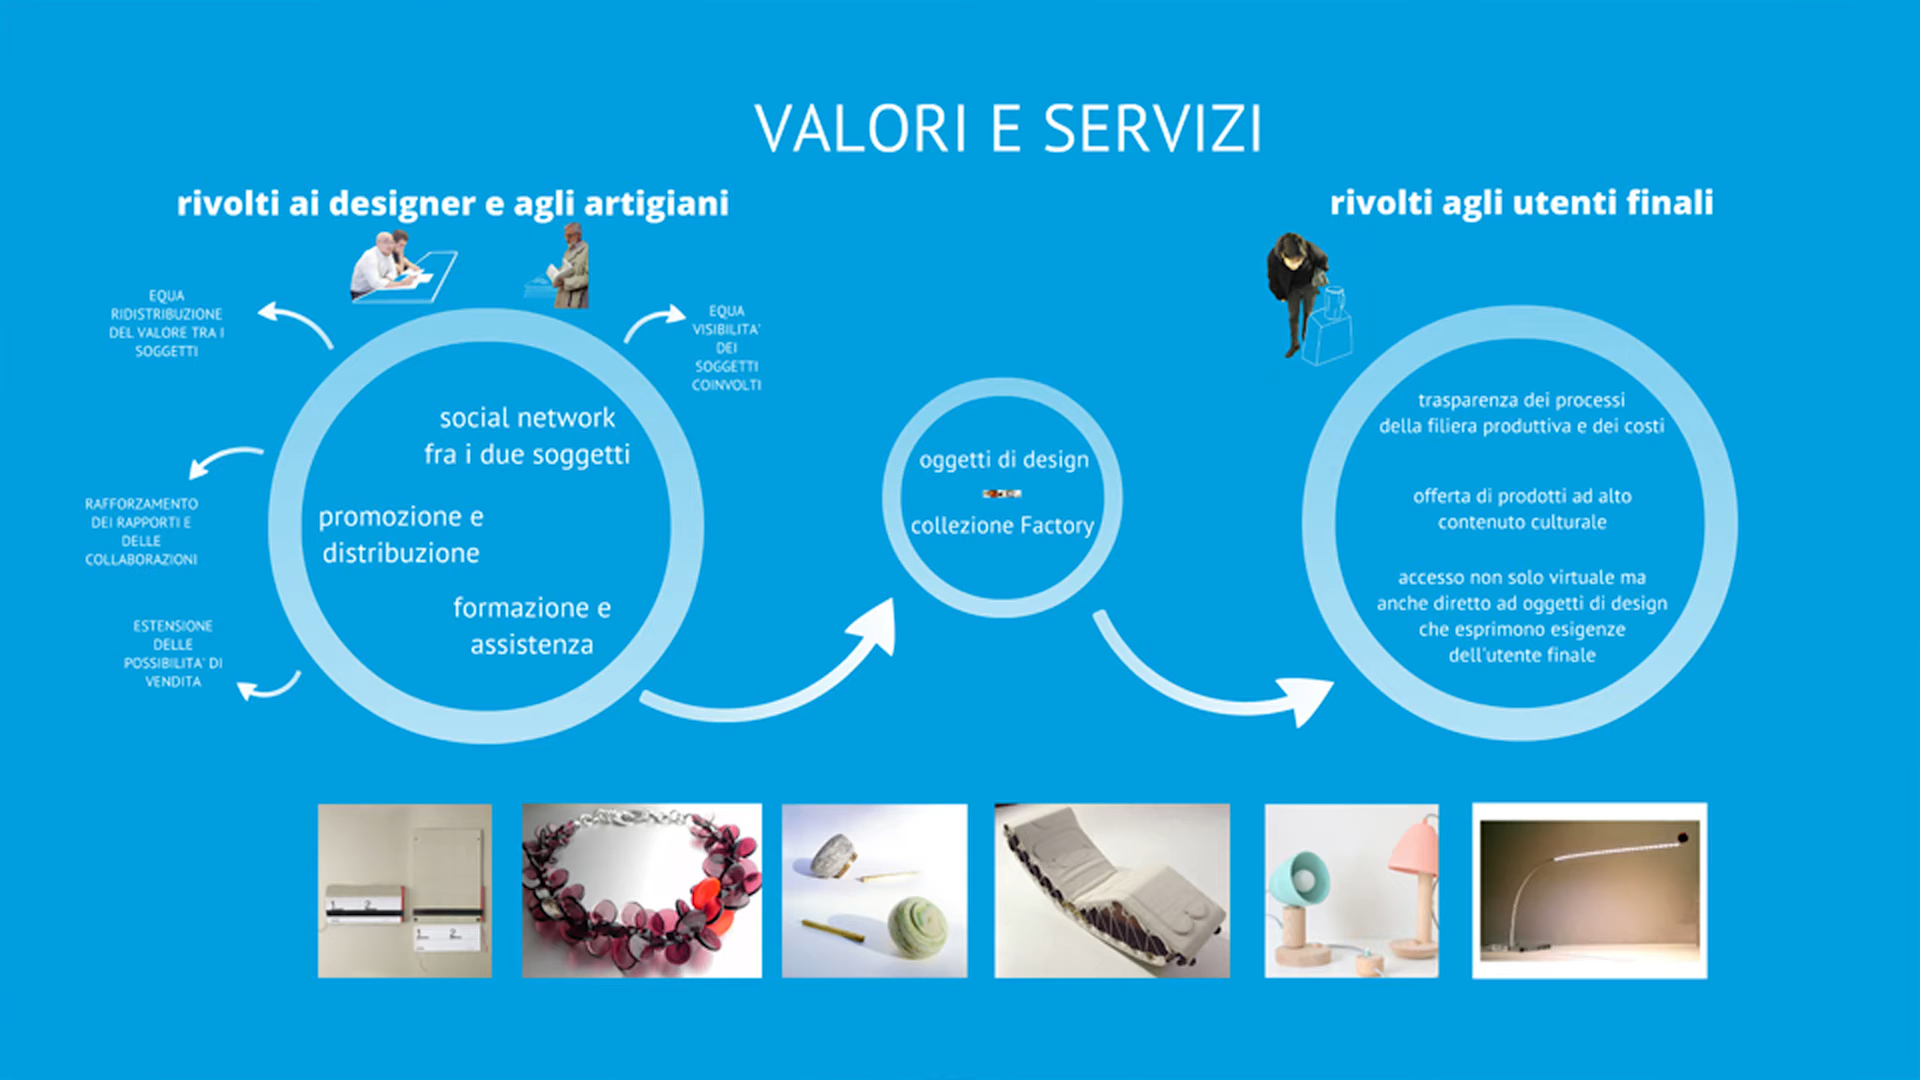 VALORI E SERVIZI
rivolti ai designer e agli artigiani
EQUA
RIDISTRIBUZIONE
DEL VALORE TRA I
SOGGETTI
EQUA
VISIBILITA'
DEI
SOGGETTI
COINVOLTI
RAFFORZAMENTO
DEI RAPPORTI E
DELLE
COLLABORAZIONI
ESTENSIONE
DELLE
POSSIBILITA' DI
VENDITA
social network
fra i due soggetti
promozione e
distribuzione
formazione e
assistenza
oggetti di design
collezione Factory
rivolti agli utenti finali
trasparenza dei processi
della filiera produttiva e dei costi
offerta di prodotti ad alto
contenuto culturale
accesso non solo virtuale ma
anche diretto ad oggetti di design
che esprimono esigenze
dell'utente finale
1 2
1 2